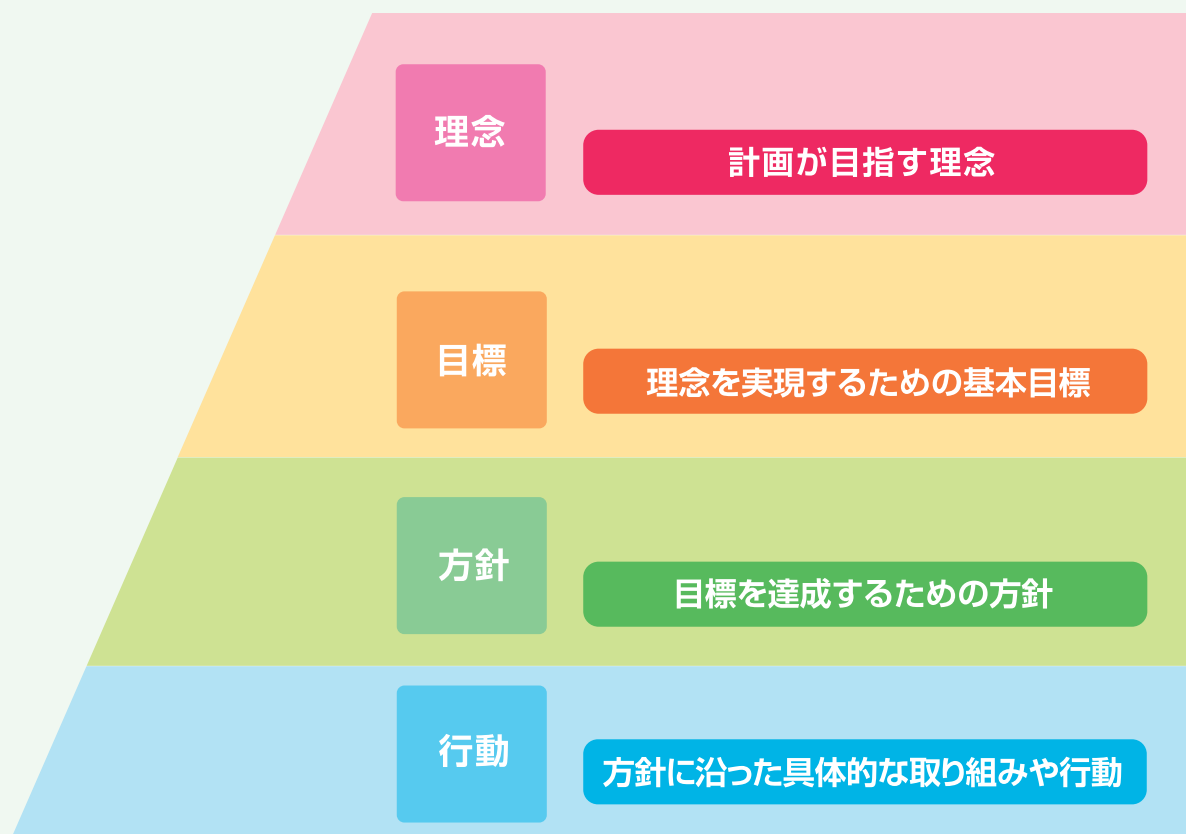 理念
計画が目指す理念
目標
理念を実現するための基本目標
方針
目標を達成するための方針
行動
方針に沿った具体的な取り組みや行動